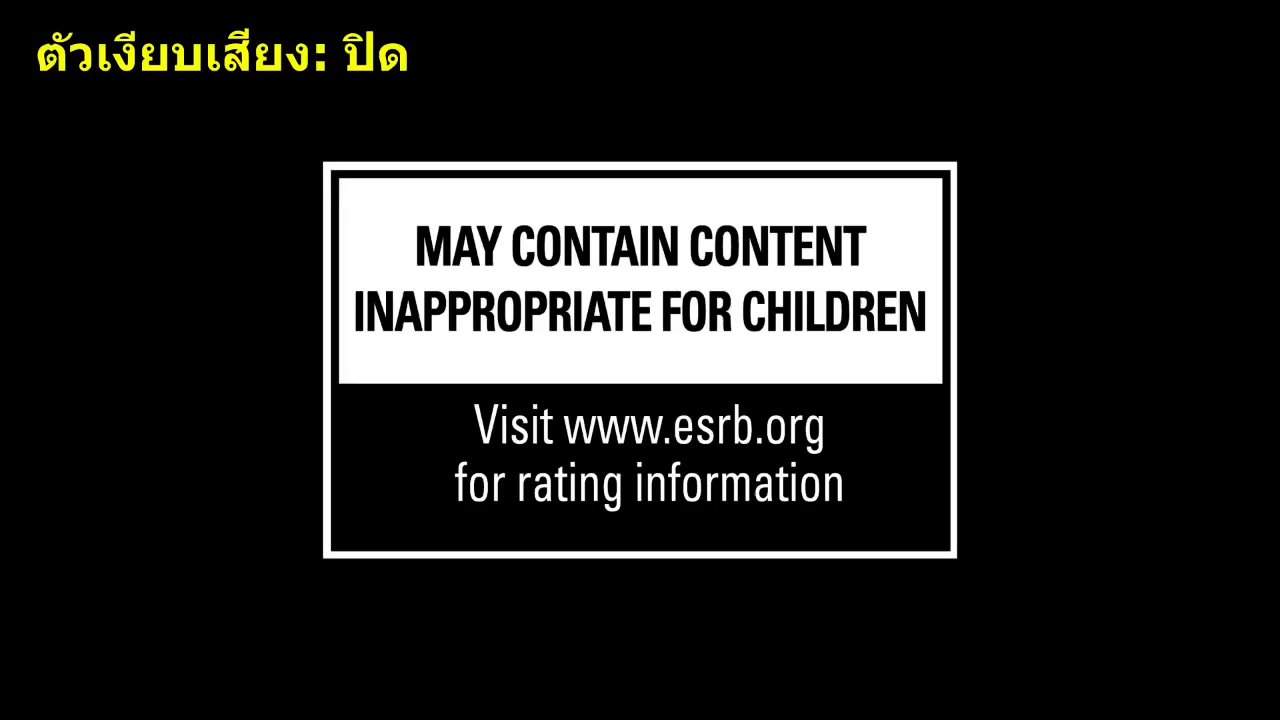 ตัวเงียบเสียง: ปิด
MAY CONTAIN CONTENT
INAPPROPRIATE FOR CHILDREN
Visit www.esrb.org
for rating information